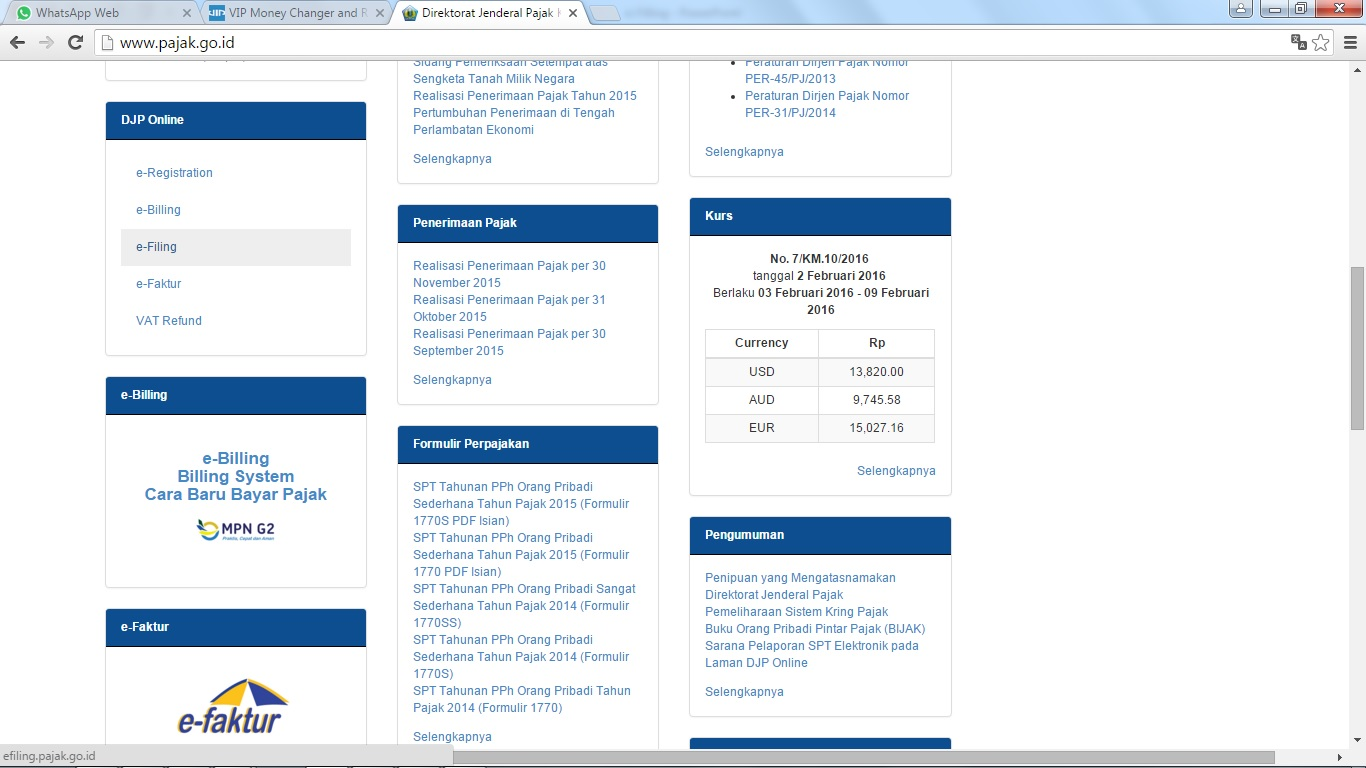 WhatsApp Web
VIP Money Changer and R
Direktorat Jenderal Pajak
www.pajak.go.id
DJP Online
e-Registration
e-Billing
e-Filing
e-Faktur
VAT Refund
e-Billing
e-Billing
Billing System
Cara Baru Bayar Pajak
MPN G2
e-Faktur
e-faktur
Sidang Pemeriksaan Setempat atas
Sengketa Tanah Milik Negara
Realisasi Penerimaan Pajak Tahun 2015
Pertumbuhan Penerimaan di Tengah
Perlambatan Ekonomi
Selengkapnya
Penerimaan Pajak
Realisasi Penerimaan Pajak per 30
November 2015
Realisasi Penerimaan Pajak per 31
Oktober 2015
Realisasi Penerimaan Pajak per 30
September 2015
Selengkapnya
Formulir Perpajakan
SPT Tahunan PPh Orang Pribadi
Sederhana Tahun Pajak 2015 (Formulir
1770S PDF Isian)
SPT Tahunan PPh Orang Pribadi
Sederhana Tahun Pajak 2015 (Formulir
1770 PDF Isian)
SPT Tahunan PPh Orang Pribadi Sangat
Sederhana Tahun Pajak 2014 (Formulir
1770SS)
SPT Tahunan PPh Orang Pribadi
Sederhana Tahun Pajak 2014 (Formulir
1770S)
SPT Tahunan PPh Orang Pribadi Tahun
Pajak 2014 (Formulir 1770)
Selengkapnya
Peraturan Dirjen Pajak Nomor
PER-45/PJ/2013
Peraturan Dirjen Pajak Nomor
PER-31/PJ/2014
Selengkapnya
Kurs
No. 7/KM.10/2016
tanggal 2 Februari 2016
Berlaku 03 Februari 2016 - 09 Februari
2016
Currency Rp
USD 13,820.00
AUD 9,745.58
EUR 15,027.16
Selengkapnya
Pengumuman
Penipuan yang Mengatasnamakan
Direktorat Jenderal Pajak
Pemeliharaan Sistem Kring Pajak
Buku Orang Pribadi Pintar Pajak (BIJAK)
Sarana Pelaporan SPT Elektronik pada
Laman DJP Online
Selengkapnya
efiling.pajak.go.id